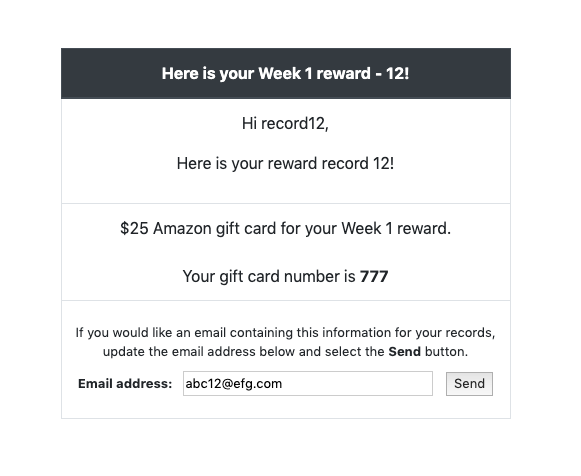 Here is your Week 1 reward - 12!
Hi record12,
Here is your reward record 12!
$25 Amazon gift card for your Week 1 reward.
Your gift card number is 777
If you would like an email containing this information for your records,
update the email address below and select the Send button.
Email address: abc12@efg.com Send